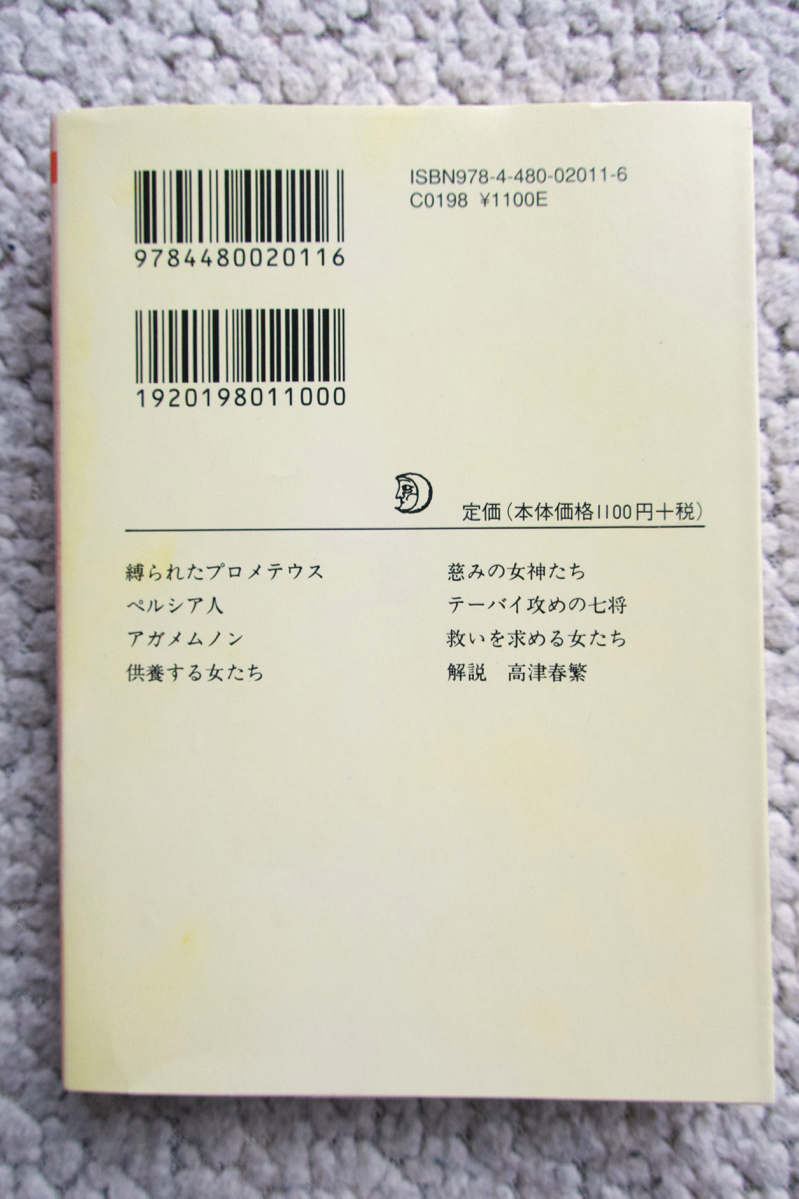 ISBN978-4-480-02011-6
C0198 ¥1100E
9784480020116
1920198011000
定価(本体価格1100円+税)
縛られたプロメテウス
ペルシア人
アガメムノン
供養する女たち
慈みの女神たち
テーバイ攻めの七将
救いを求める女たち
解説 高津春繁